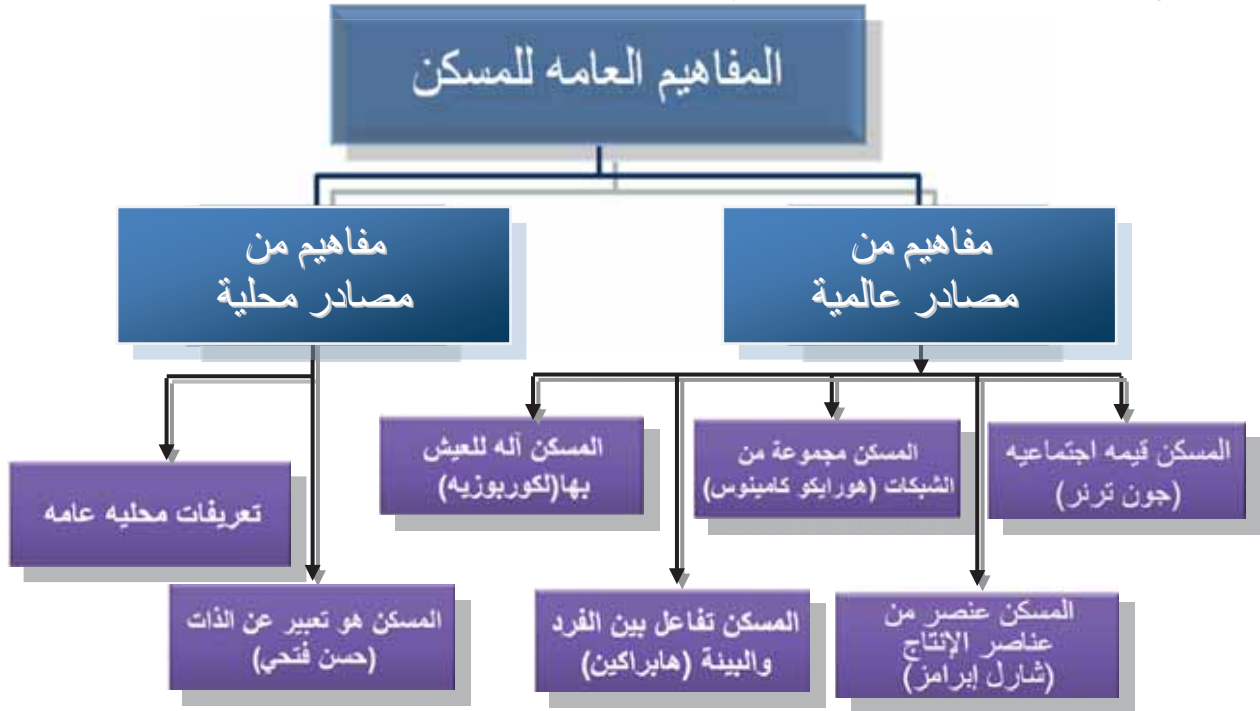 المفاهيم العامه للمسكن
مفاهيم من
مصادر عالمية
مفاهيم من
مصادر محلية
المسكن قيمه اجتماعيه
(جون ترنر)
المسكن مجموعة من
الشبكات (هورايكو كامينوس)
المسكن آله للعيش
بها(لكوربوزيه)
تعريفات محليه عامه
المسكن عنصر من
عناصر الإنتاج
(شارل إبرامز)
المسكن تفاعل بين الفرد
والبيئة (هابراكين)
المسكن هو تعبير عن الذات
(حسن فتحي)